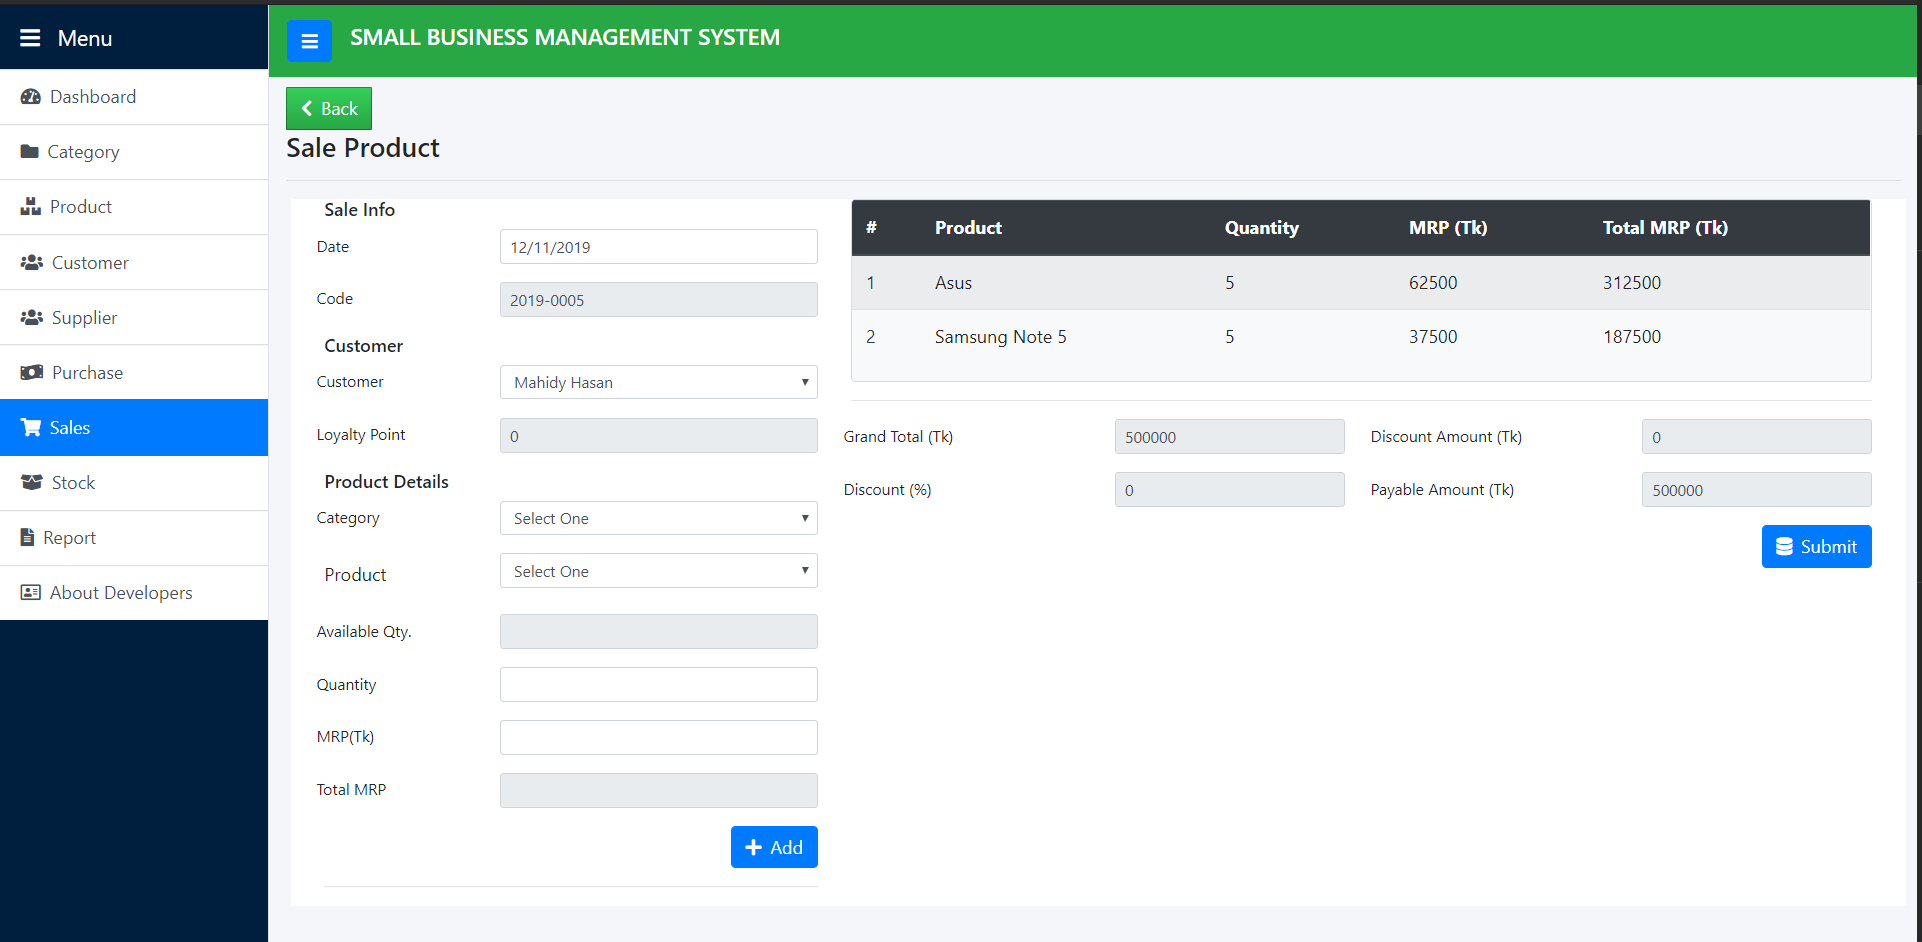 Menu
SMALL BUSINESS MANAGEMENT SYSTEM
Dashboard
Category
Product
Customer
Supplier
Purchase
Sales
Stock
Report
About Developers
Back
Sale Product
Sale Info
Date 12/11/2019
Code 2019-0005
Customer
Customer Mahidy Hasan
Loyalty Point 0
Product Details
Category Select One
Product Select One
Available Qty.
Quantity
MRP(Tk)
Total MRP
Add
# Product Quantity MRP (Tk) Total MRP (Tk)
1 Asus 5 62500 312500
2 Samsung Note 5 5 37500 187500
Grand Total (Tk) 500000 Discount Amount (Tk) 0
Discount (%) 0 Payable Amount (Tk) 500000
Submit